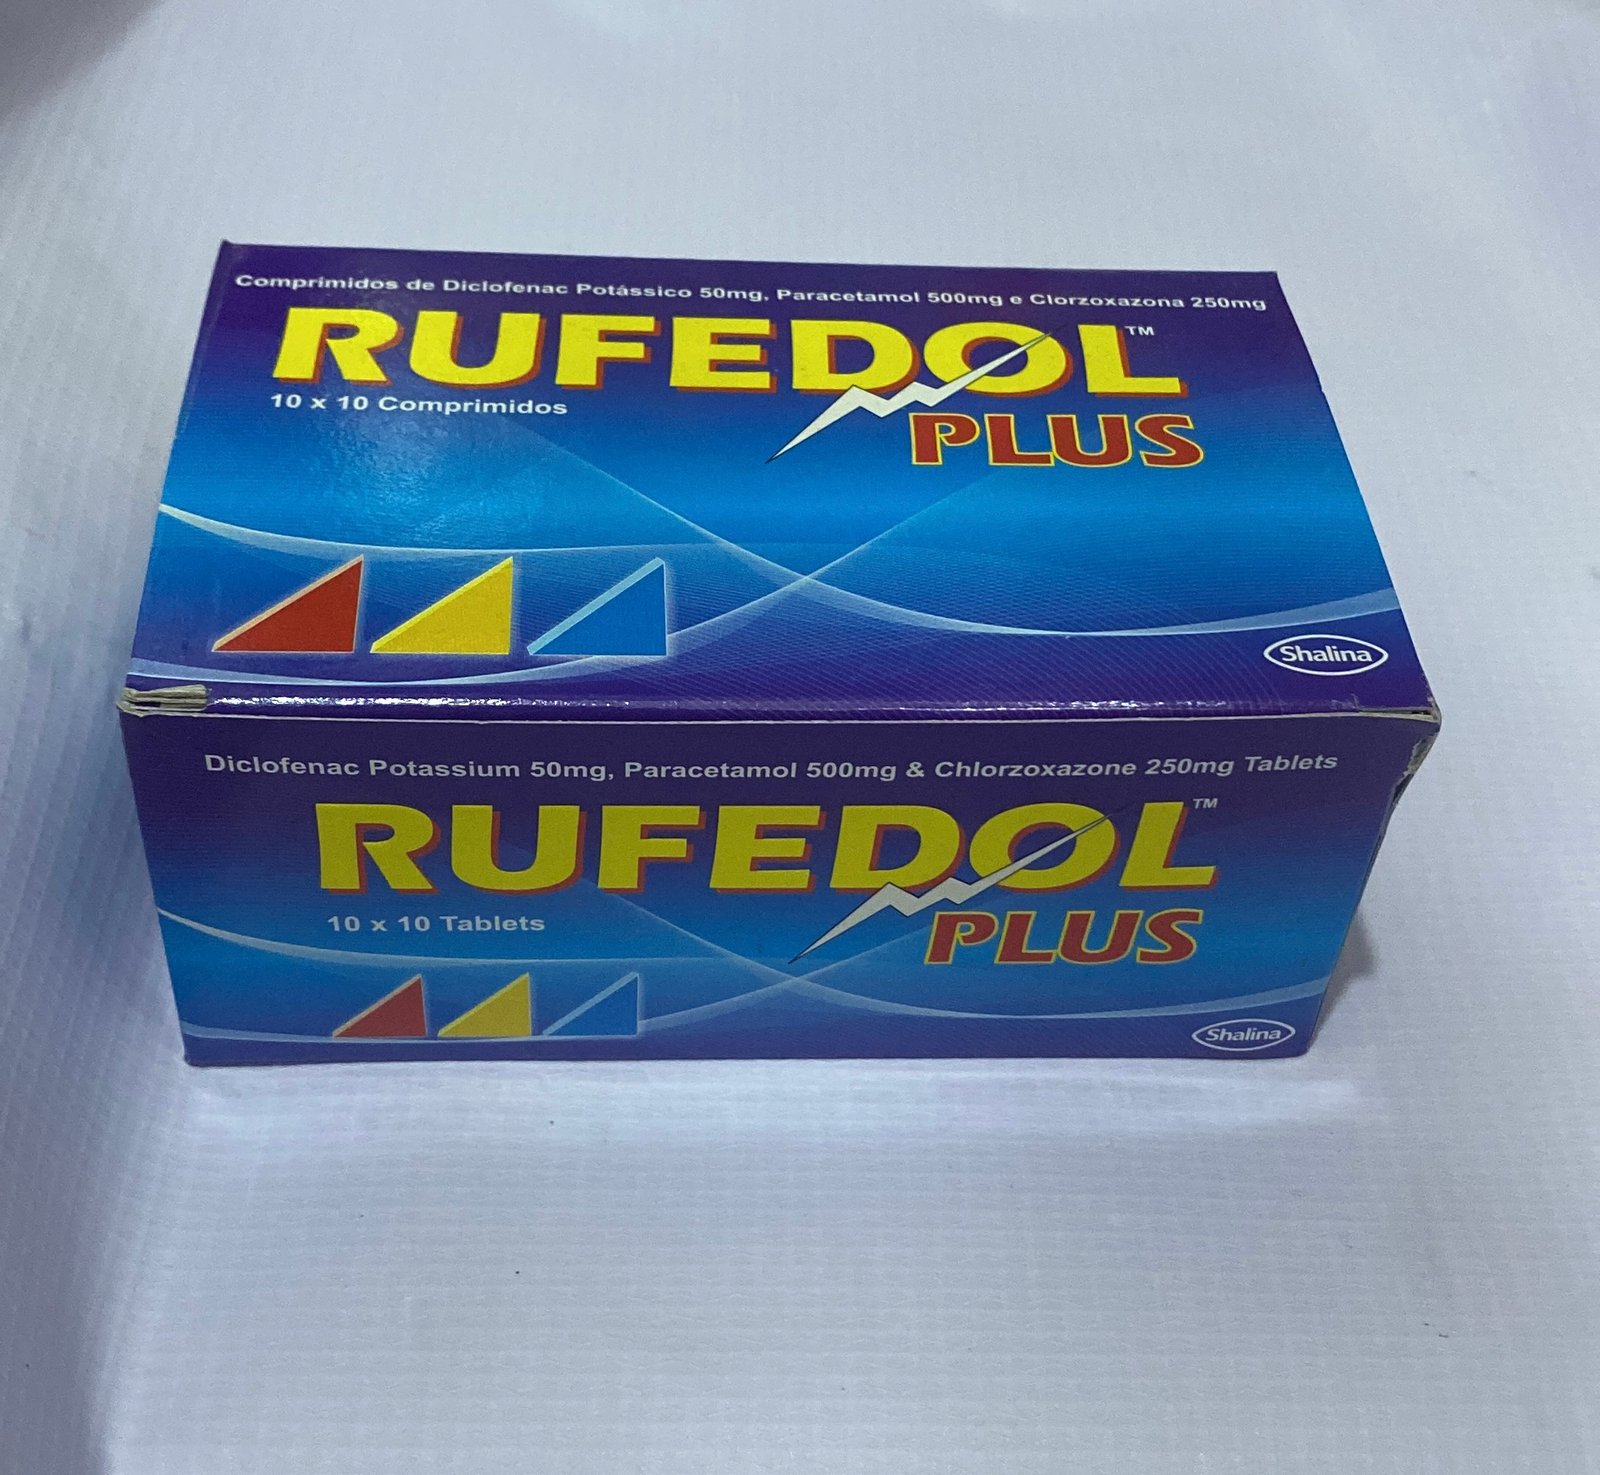 Comprimidos de Diclofenac Potássico 50mg, Paracetamol 500mg e Clorzoxazona 250mg
RUFEDOL™
10 x 10 Comprimidos
PLUS
Shalina
Diclofenac Potassium 50mg, Paracetamol 500mg & Chlorzoxazone 250mg Tablets
RUFEDOL™
10 x 10 Tablets
PLUS
Shalina